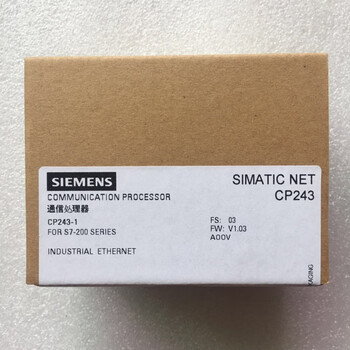 SIEMENS
COMMUNICATION PROCESSOR
通信處理器
CP243-1
FOR S7-200 SERIES
INDUSTRIAL ETHERNET
SIMATIC NET
CP243
FS: 03
FW: V1.03
A00V